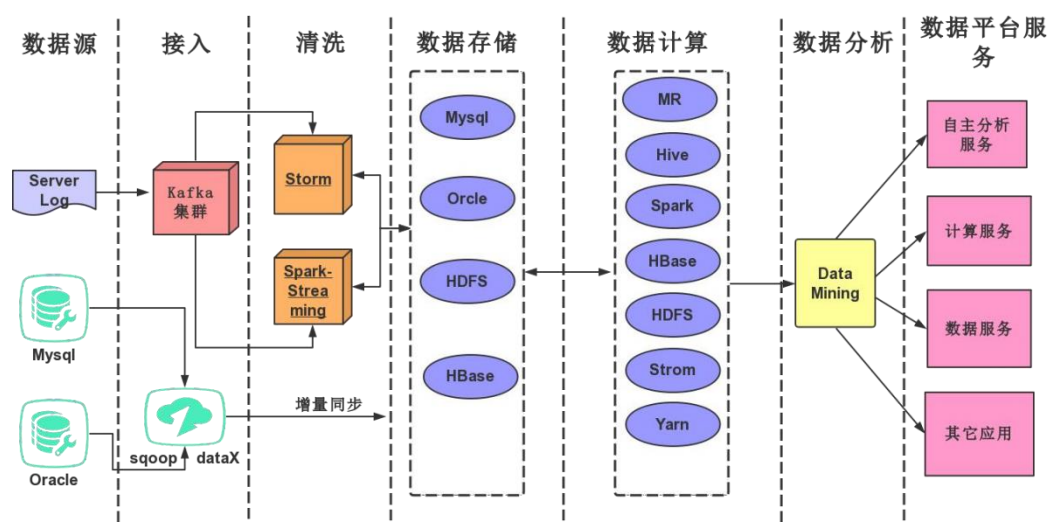 数据源
接入
清洗
数据存储
数据计算
数据分析
数据平台服
务
Server
Log
Mysql
Oracle
Kafka
集群
sqoop dataX
Storm
Spark-
Strea
ming
增量同步
Mysql
Orcle
HDFS
HBase
MR
Hive
Spark
HBase
HDFS
Strom
Yarn
Data
Mining
自主分析
服务
计算服务
数据服务
其它应用